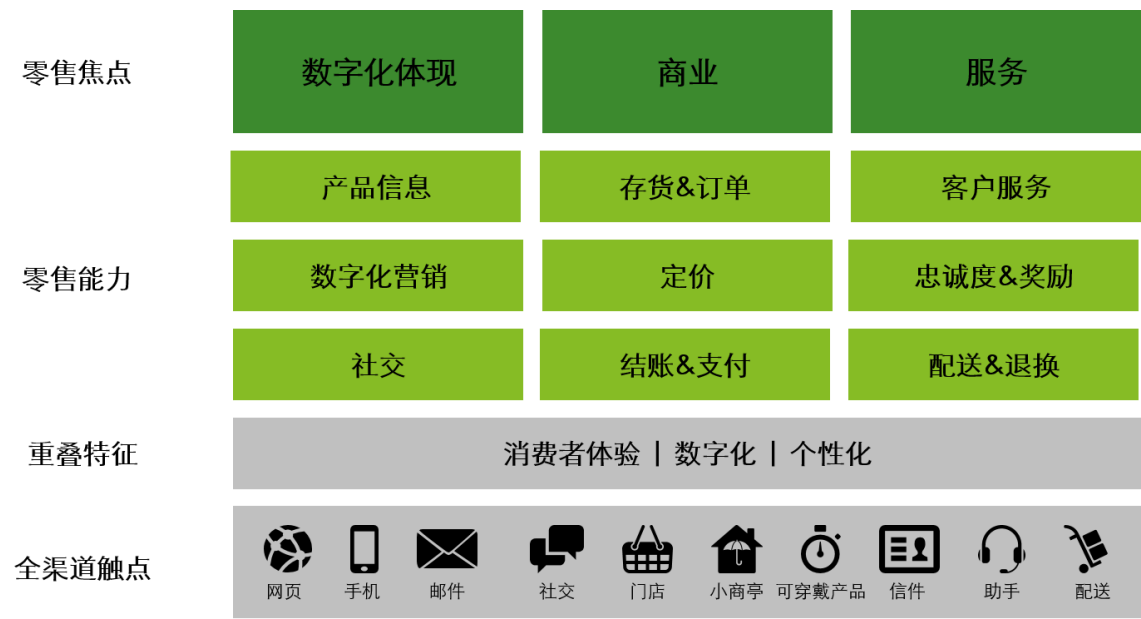 零售焦点
数字化体现 商业 服务
产品信息 存货&订单 客户服务
零售能力
数字化营销 定价 忠诚度&奖励
社交 结账&支付 配送&退换
重叠特征
消费者体验 | 数字化 | 个性化
全渠道触点
网页 手机 邮件 社交 门店 小商亭 可穿戴产品 信件 助手 配送